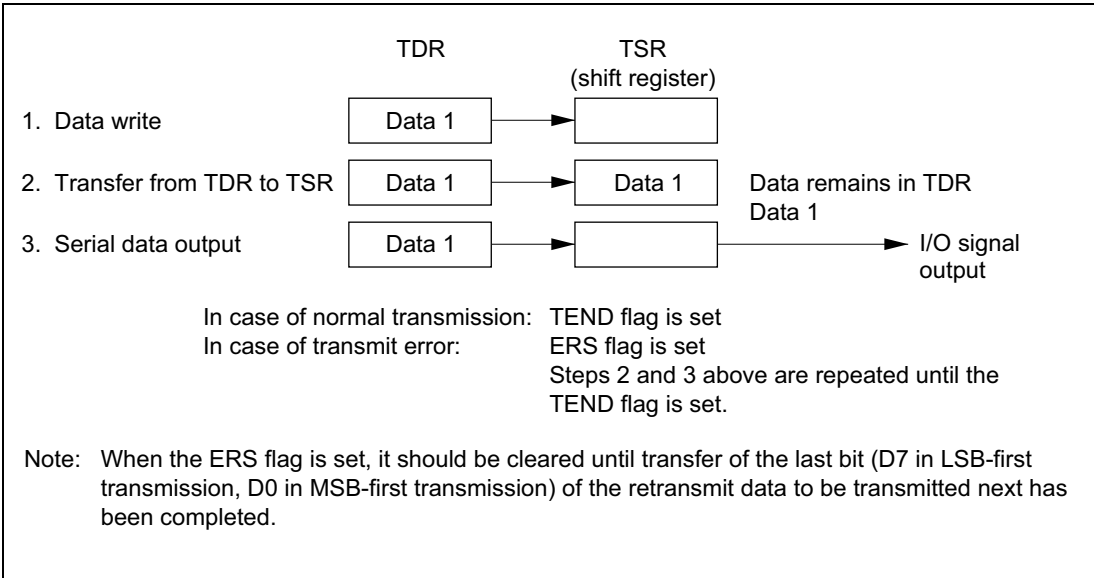 TDR
TSR
(shift register)
1. Data write
Data 1
2. Transfer from TDR to TSR
Data 1
Data 1
Data remains in TDR
Data 1
3. Serial data output
Data 1
I/O signal
output
In case of normal transmission: TEND flag is set
In case of transmit error: ERS flag is set
Steps 2 and 3 above are repeated until the
TEND flag is set.
Note: When the ERS flag is set, it should be cleared until transfer of the last bit (D7 in LSB-first
transmission, D0 in MSB-first transmission) of the retransmit data to be transmitted next has
been completed.